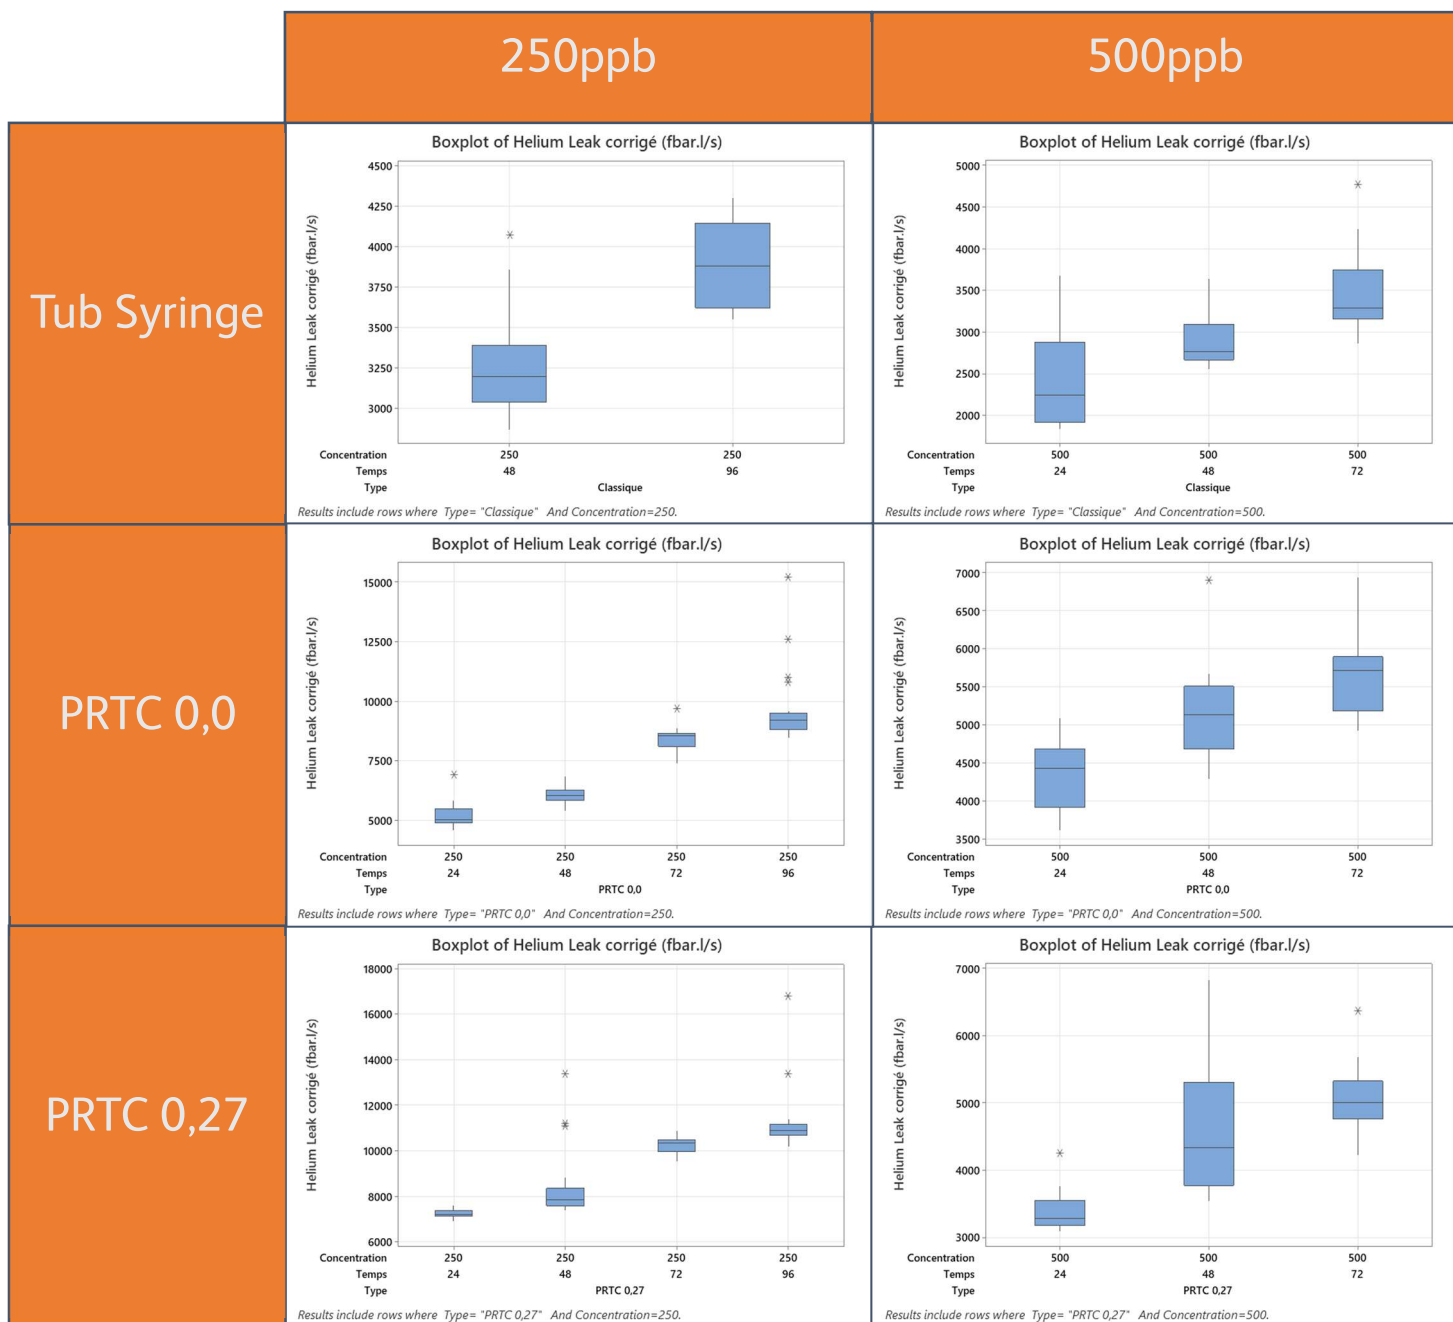 250ppb
500ppb
Tub Syringe
Boxplot of Helium Leak corrigé (fbar.l/s)
Helium Leak corrigé (fbar.l/s)
4500
4250
4000
3750
3500
3250
3000
Concentration 250 250
Temps 48 96
Type Classique
Results include rows where Type= "Classique" And Concentration=250.
Boxplot of Helium Leak corrigé (fbar.l/s)
Helium Leak corrigé (fbar.l/s)
5000
4500
4000
3500
3000
2500
2000
Concentration 500 500 500
Temps 24 48 72
Type Classique
Results include rows where Type= "Classique" And Concentration=500.
PRTC 0,0
Boxplot of Helium Leak corrigé (fbar.l/s)
Helium Leak corrigé (fbar.l/s)
15000
12500
10000
7500
5000
Concentration 250 250 250 250
Temps 24 48 72 96
Type PRTC 0,0
Results include rows where Type= "PRTC 0,0" And Concentration=250.
Boxplot of Helium Leak corrigé (fbar.l/s)
Helium Leak corrigé (fbar.l/s)
7000
6500
6000
5500
5000
4500
4000
3500
Concentration 500 500 500
Temps 24 48 72
Type PRTC 0,0
Results include rows where Type= "PRTC 0,0" And Concentration=500.
PRTC 0,27
Boxplot of Helium Leak corrigé (fbar.l/s)
Helium Leak corrigé (fbar.l/s)
18000
16000
14000
12000
10000
8000
6000
Concentration 250 250 250 250
Temps 24 48 72 96
Type PRTC 0,27
Results include rows where Type= "PRTC 0,27" And Concentration=250.
Boxplot of Helium Leak corrigé (fbar.l/s)
Helium Leak corrigé (fbar.l/s)
7000
6000
5000
4000
3000
Concentration 500 500 500
Temps 24 48 72
Type PRTC 0,27
Results include rows where Type= "PRTC 0,27" And Concentration=500.